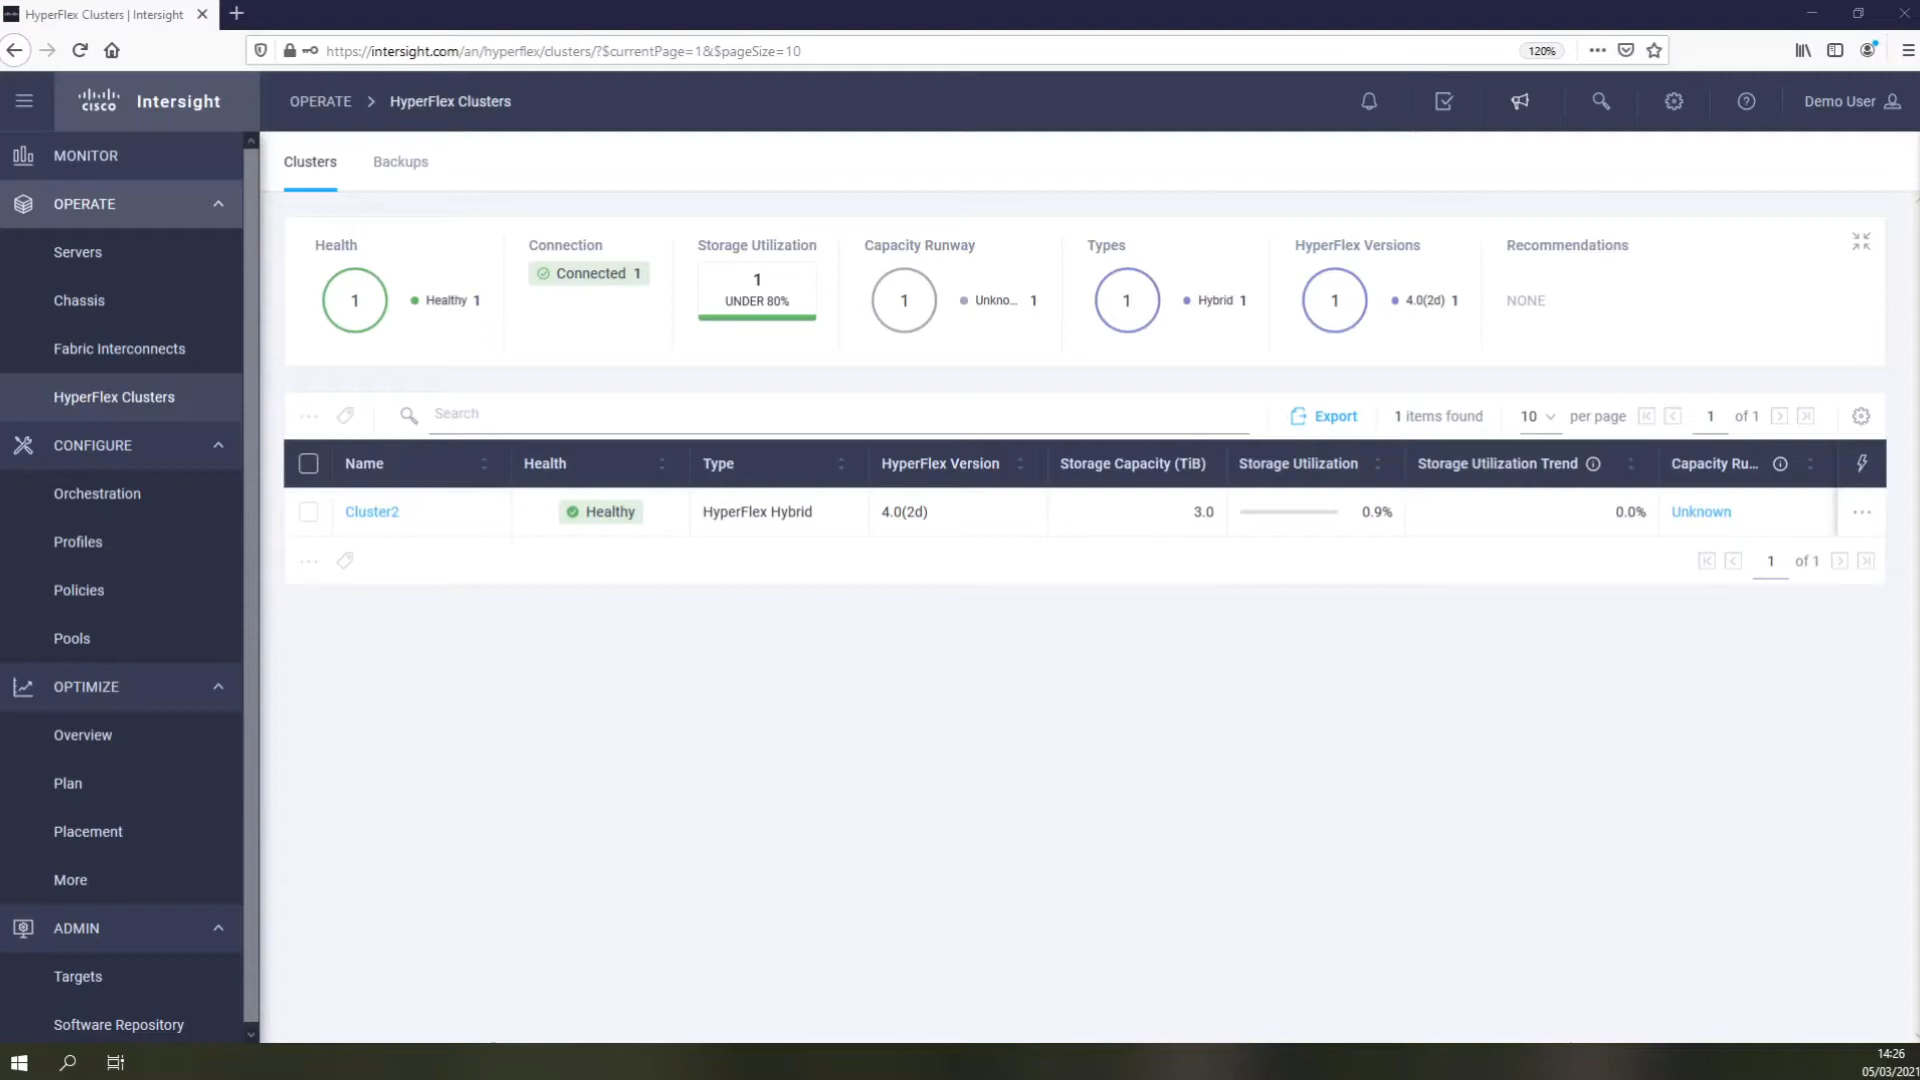 HyperFlex Clusters | Intersight
https://intersight.com/an/hyperflex/clusters/?$currentPage=1&$pageSize=10
120%
CISCO Intersight
OPERATE > HyperFlex Clusters
Demo User
MONITOR
OPERATE
Servers
Chassis
Fabric Interconnects
HyperFlex Clusters
CONFIGURE
Orchestration
Profiles
Policies
Pools
OPTIMIZE
Overview
Plan
Placement
More
ADMIN
Targets
Software Repository
Clusters Backups
Health Connection Storage Utilization Capacity Runway Types HyperFlex Versions Recommendations
Connected 1
1
1 Healthy 1 UNDER 80% 1 Unkno... 1 1 Hybrid 1 1 4.0(2d) 1 NONE
Search Export 1 items found 10 per page 1 of 1
Name Health Type HyperFlex Version Storage Capacity (TiB) Storage Utilization Storage Utilization Trend Capacity Ru...
Cluster2 Healthy HyperFlex Hybrid 4.0(2d) 3.0 0.9% 0.0% Unknown
1 of 1
14:26
05/03/2021